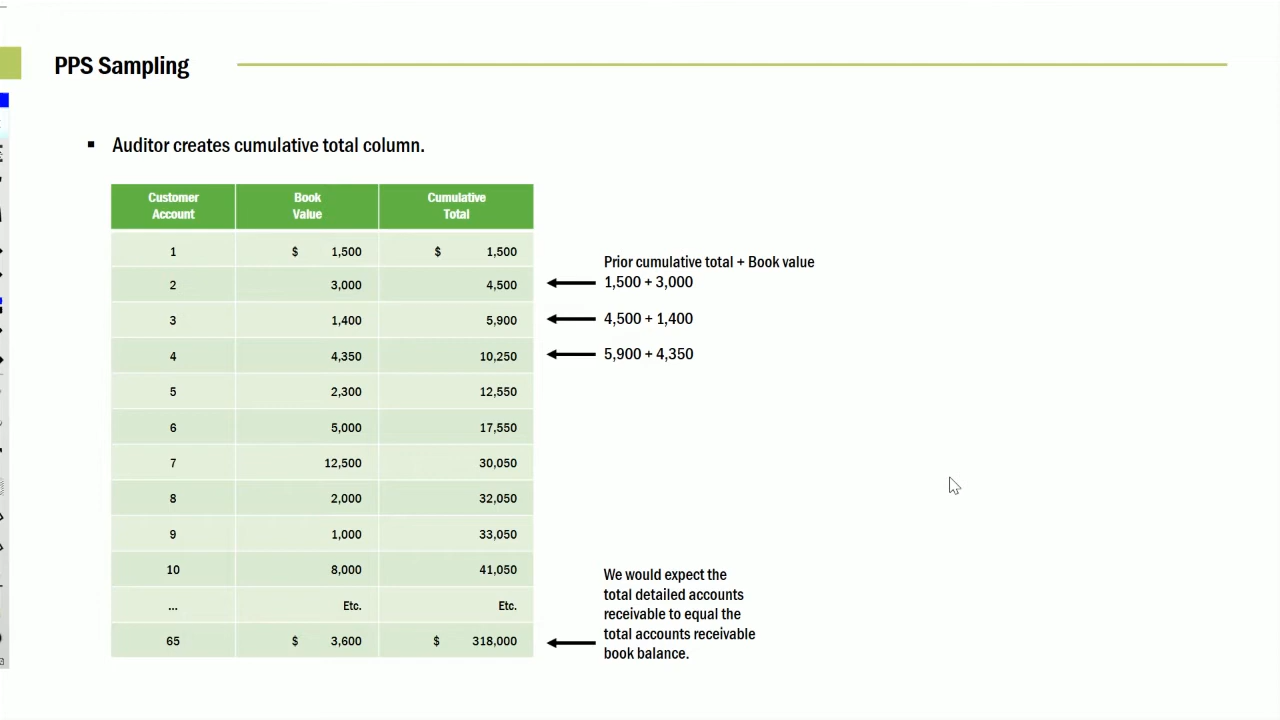 PPS Sampling
▪ Auditor creates cumulative total column.
Customer Account Book Value Cumulative Total
1 $ 1,500 $ 1,500
Prior cumulative total + Book value
2 3,000 4,500 1,500 + 3,000
3 1,400 5,900 4,500 + 1,400
4 4,350 10,250 5,900 + 4,350
5 2,300 12,550
6 5,000 17,550
7 12,500 30,050
8 2,000 32,050
9 1,000 33,050
10 8,000 41,050
... Etc. Etc.
65 $ 3,600 $ 318,000
We would expect the
total detailed accounts
receivable to equal the
total accounts receivable
book balance.